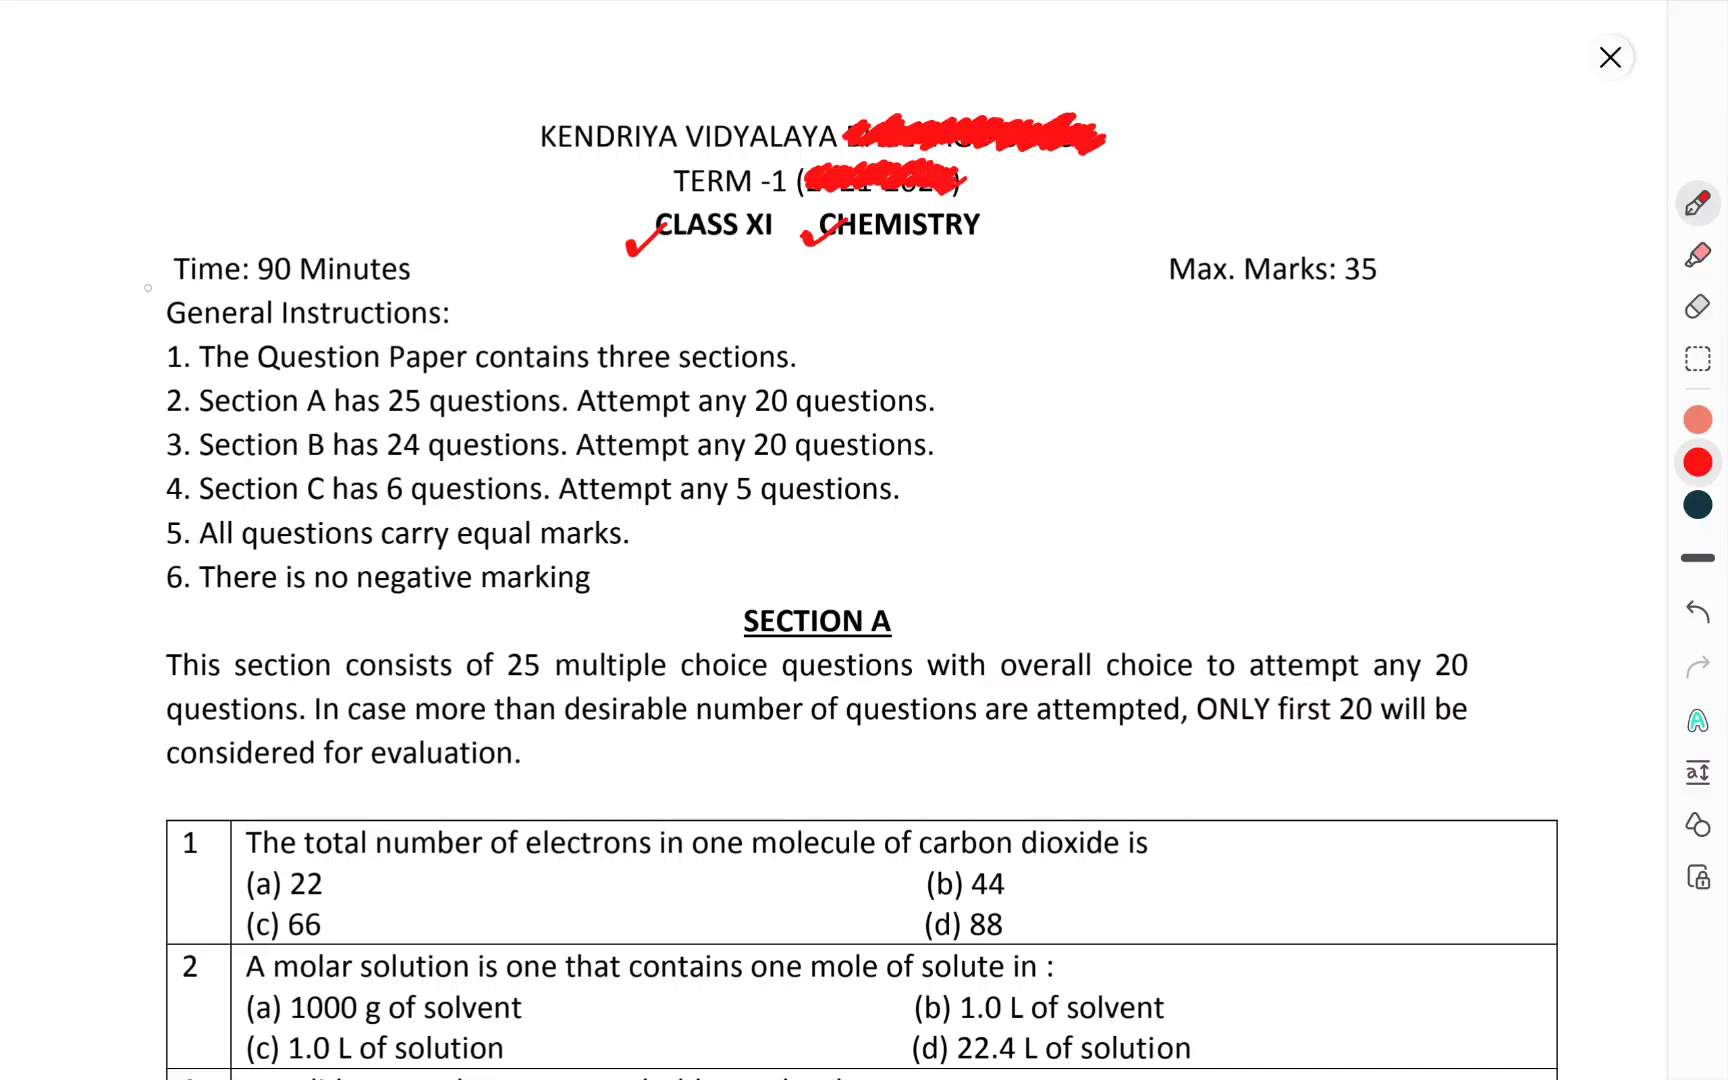 KENDRIYA VIDYALAYA
TERM -1 (
CLASS XI CHEMISTRY
Time: 90 Minutes Max. Marks: 35
General Instructions:
1. The Question Paper contains three sections.
2. Section A has 25 questions. Attempt any 20 questions.
3. Section B has 24 questions. Attempt any 20 questions.
4. Section C has 6 questions. Attempt any 5 questions.
5. All questions carry equal marks.
6. There is no negative marking
SECTION A
This section consists of 25 multiple choice questions with overall choice to attempt any 20
questions. In case more than desirable number of questions are attempted, ONLY first 20 will be
considered for evaluation.
1 The total number of electrons in one molecule of carbon dioxide is
(a) 22 (b) 44
(c) 66 (d) 88
2 A molar solution is one that contains one mole of solute in :
(a) 1000 g of solvent (b) 1.0 L of solvent
(c) 1.0 L of solution (d) 22.4 L of solution